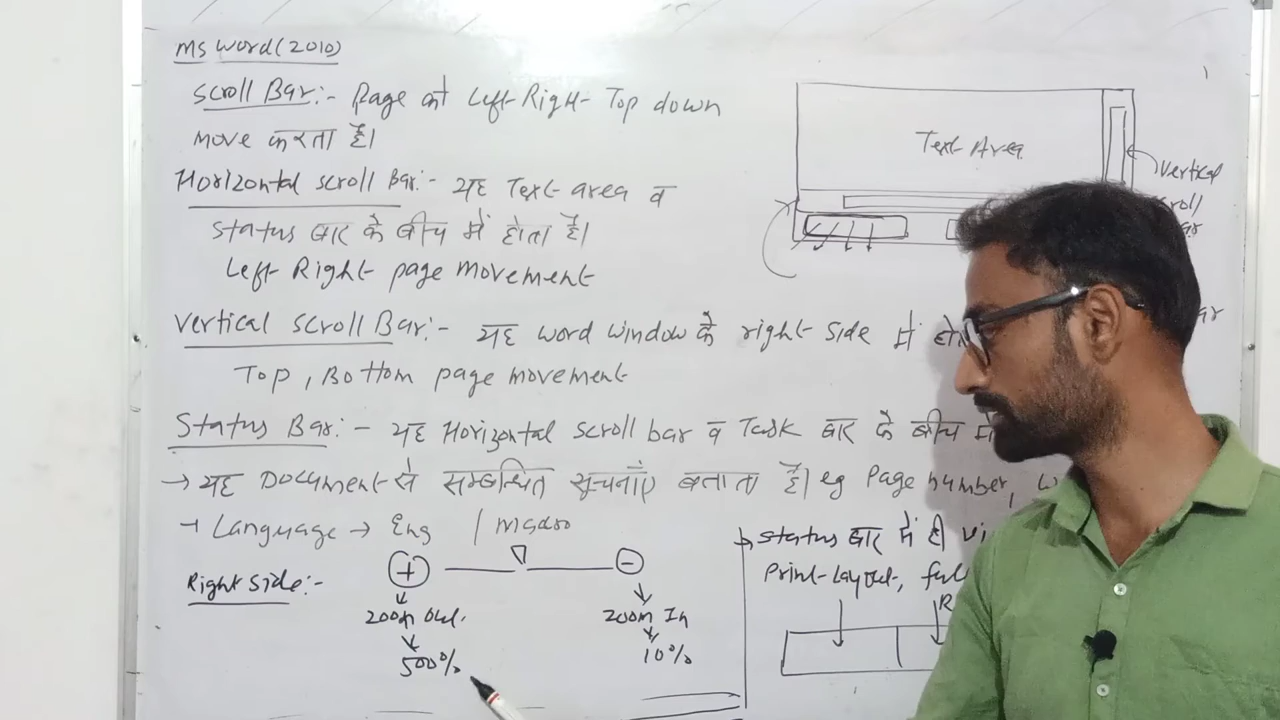 MS Word(2010)
Scroll Bar:- Page को Left Right Top down
move करता है।
Horizontal scroll Bar:- यह Text area व
status बार के बीच में होता है।
Left Right page movement
Vertical scroll Bar:- यह word window के right side में
Top, Bottom page movement
Status Bar:- यह Horizontal scroll bar व Task बार के बीच में
→ यह Document से सम्बन्धित सूचनाएं बताता है। eg Page number,
→ Language → Eng |
Right side:-
+ -
Zoom Out. Zoom In
500% 10%
→ status बार में ही
Print Layout,
Text Area
Vertical